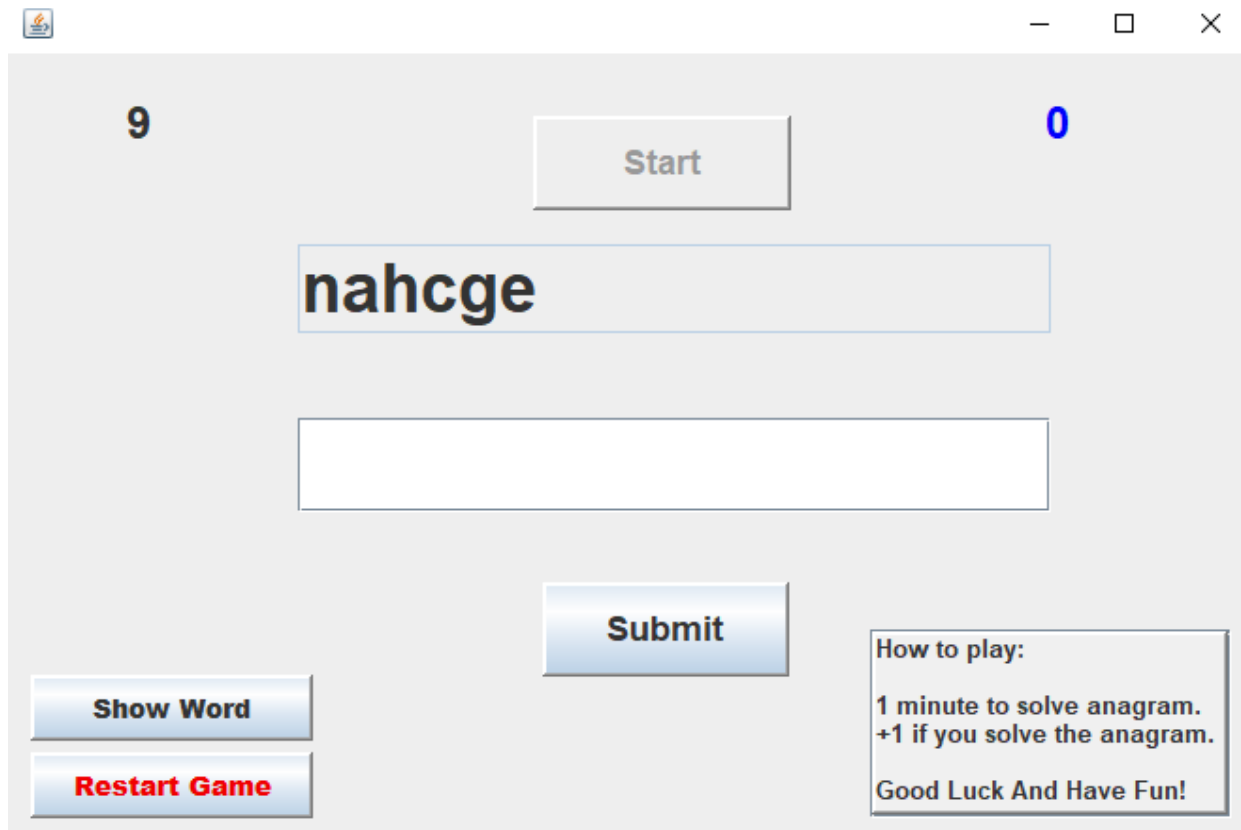 9
0
Start
nahcge
Submit
Show Word
Restart Game
How to play:
1 minute to solve anagram.
+1 if you solve the anagram.
Good Luck And Have Fun!